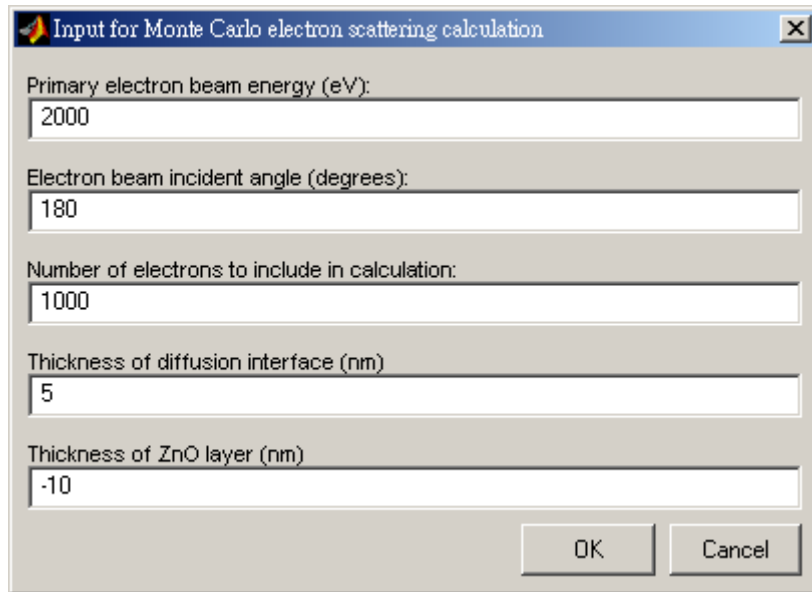 Input for Monte Carlo electron scattering calculation
Primary electron beam energy (eV):
2000
Electron beam incident angle (degrees):
180
Number of electrons to include in calculation:
1000
Thickness of diffusion interface (nm)
5
Thickness of ZnO layer (nm)
-10
OK Cancel